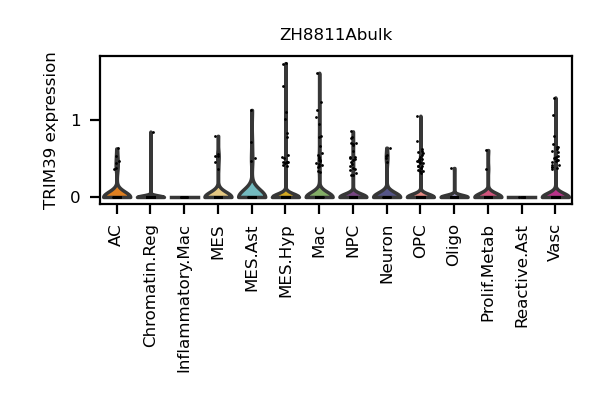 ZH8811Abulk
TRIM39 expression
1
0
AC
Chromatin.Reg
Inflammatory.Mac
MES
MES.Ast
MES.Hyp
Mac
NPC
Neuron
OPC
Oligo
Prolif.Metab
Reactive.Ast
Vasc